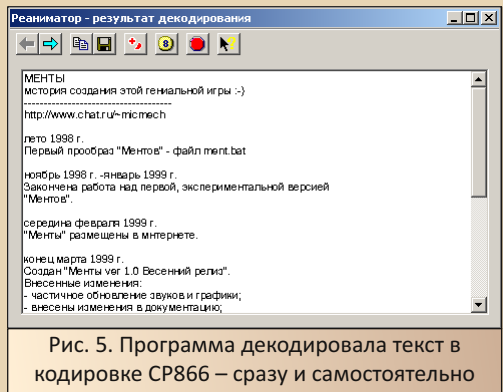 Реаниматор - результат декодирования
МЕНТЫ
история создания этой гениальной игры :-}
------------------------------------
http://www.chat.ru/~micmech
лето 1998 г.
Первый прообраз "Ментов" - файл ment.bat
ноябрь 1998 г. -январь 1999 г.
Закончена работа над первой, экспериментальной версией
"Ментов".
середина февраля 1999 г.
"Менты" размещены в интернете.
конец марта 1999 г.
Создан "Менты ver 1.0 Весенний релиз".
Внесенные изменения:
- частичное обновление звуков и графики;
- внесены изменения в документацию;
Рис. 5. Программа декодировала текст в
кодировке CP866 – сразу и самостоятельно